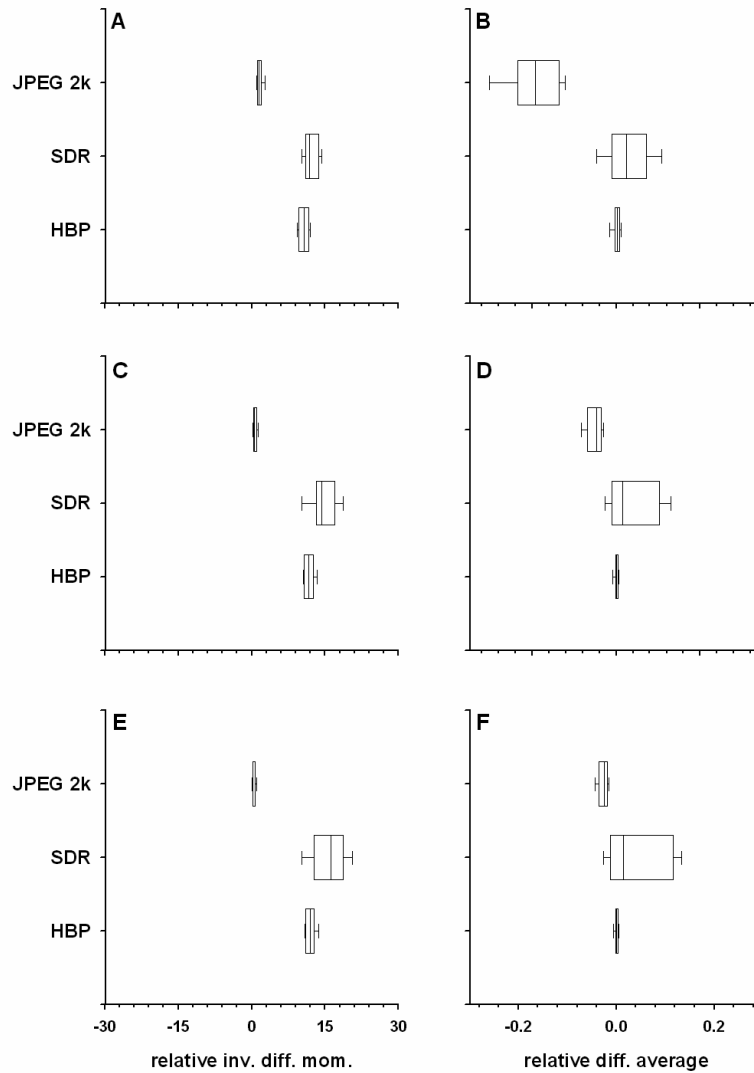 A
B
JPEG 2k
SDR
HBP
C
D
JPEG 2k
SDR
HBP
E
F
JPEG 2k
SDR
HBP
-30 -15 0 15 30
-0.2 0.0 0.2
relative inv. diff. mom.
relative diff. average